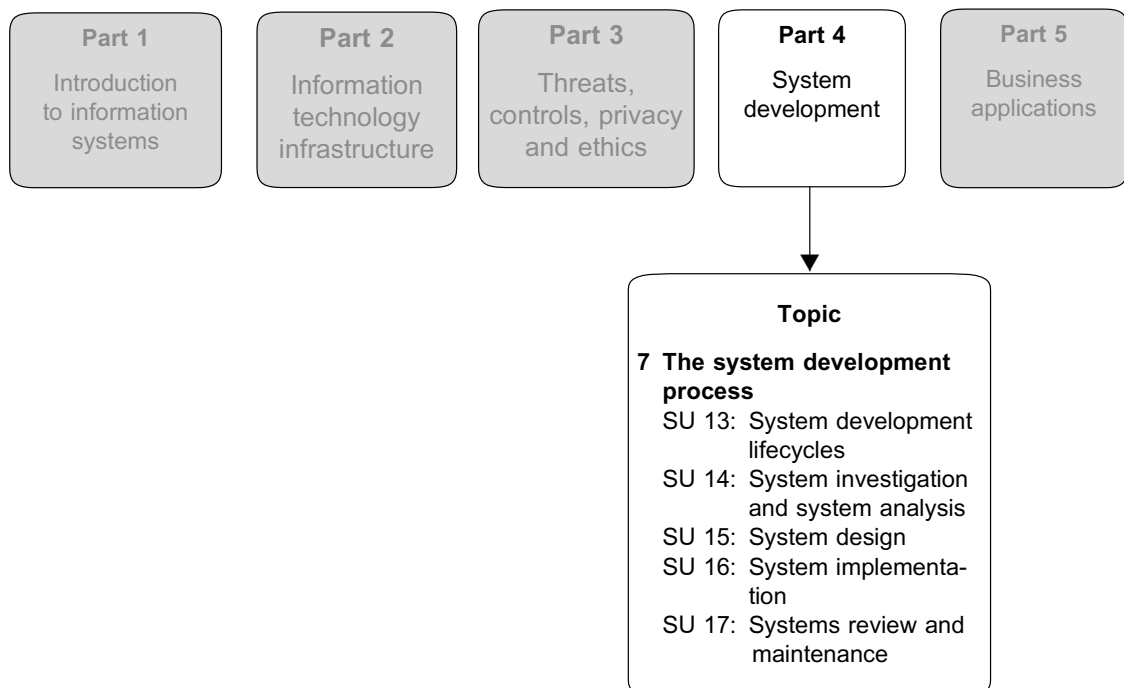 Part 1
Introduction
to information
systems
Part 2
Information
technology
infrastructure
Part 3
Threats,
controls, privacy
and ethics
Part 4
System
development
Part 5
Business
applications
Topic
7 The system development
process
SU 13: System development
lifecycles
SU 14: System investigation
and system analysis
SU 15: System design
SU 16: System implementa-
tion
SU 17: Systems review and
maintenance